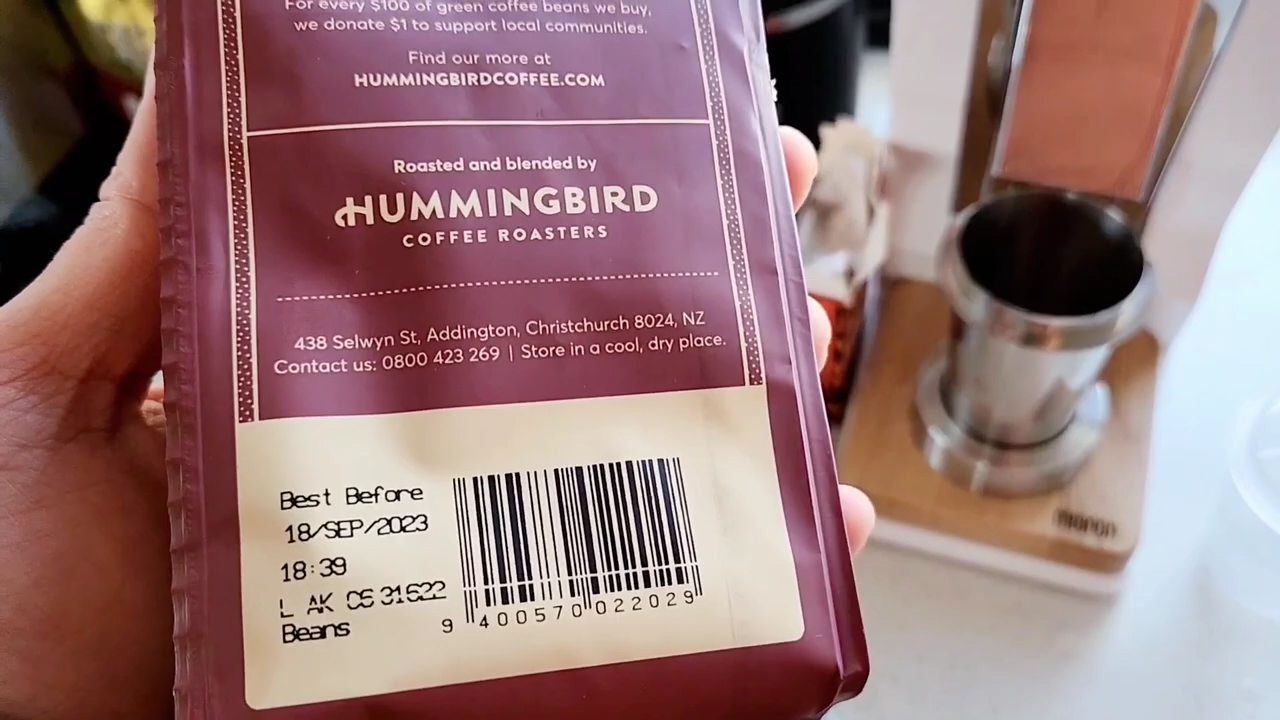 For every $100 of green coffee beans we buy,
we donate $1 to support local communities.
Find our more at
HUMMINGBIRDCOFFEE.COM
Roasted and blended by
HUMMINGBIRD
COFFEE ROASTERS
438 Selwyn St, Addington, Christchurch 8024, NZ
Contact us: 0800 423 269 | Store in a cool, dry place.
Best Before
18/SEP/2023
18:39
L AK CS 31622
Beans
9 400570 022029